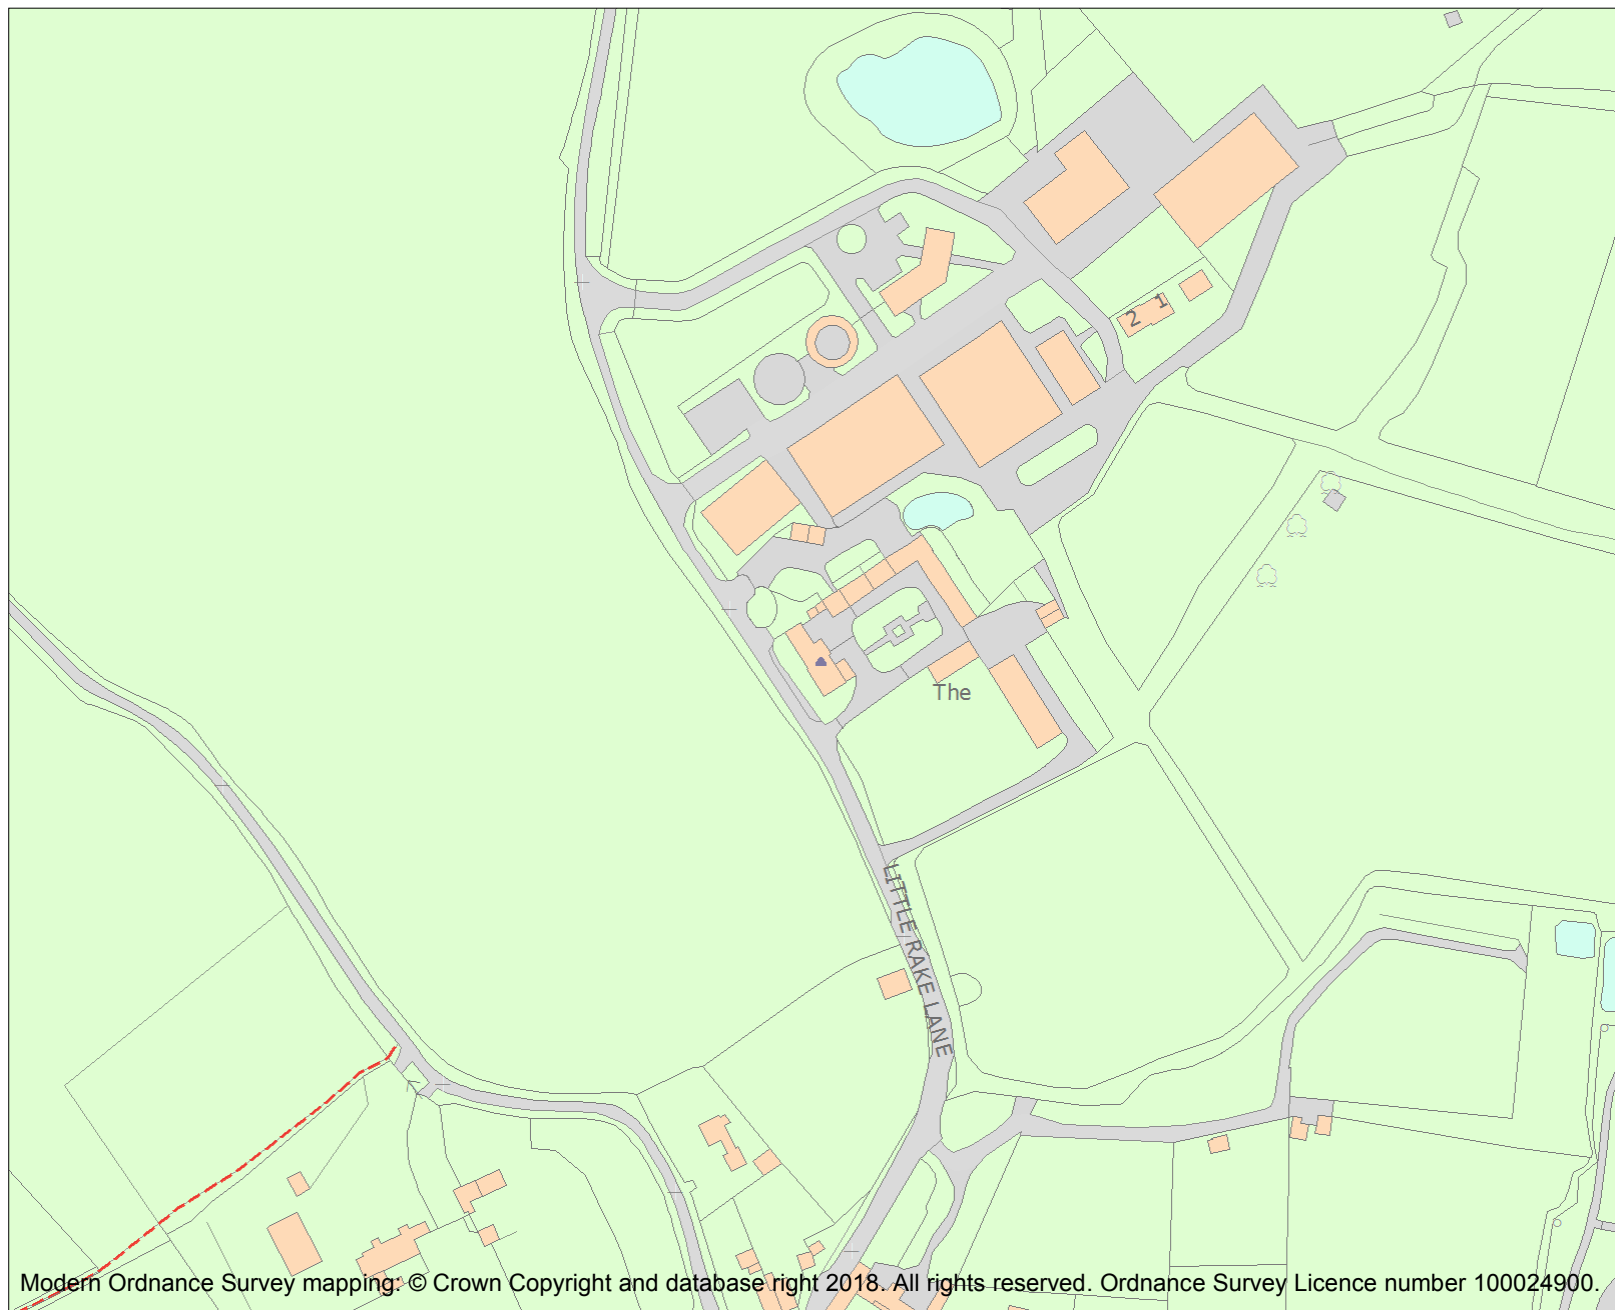 1
2
The
LITTLE RAKE LANE
Modern Ordnance Survey mapping: © Crown Copyright and database right 2018. All rights reserved. Ordnance Survey Licence number 100024900.